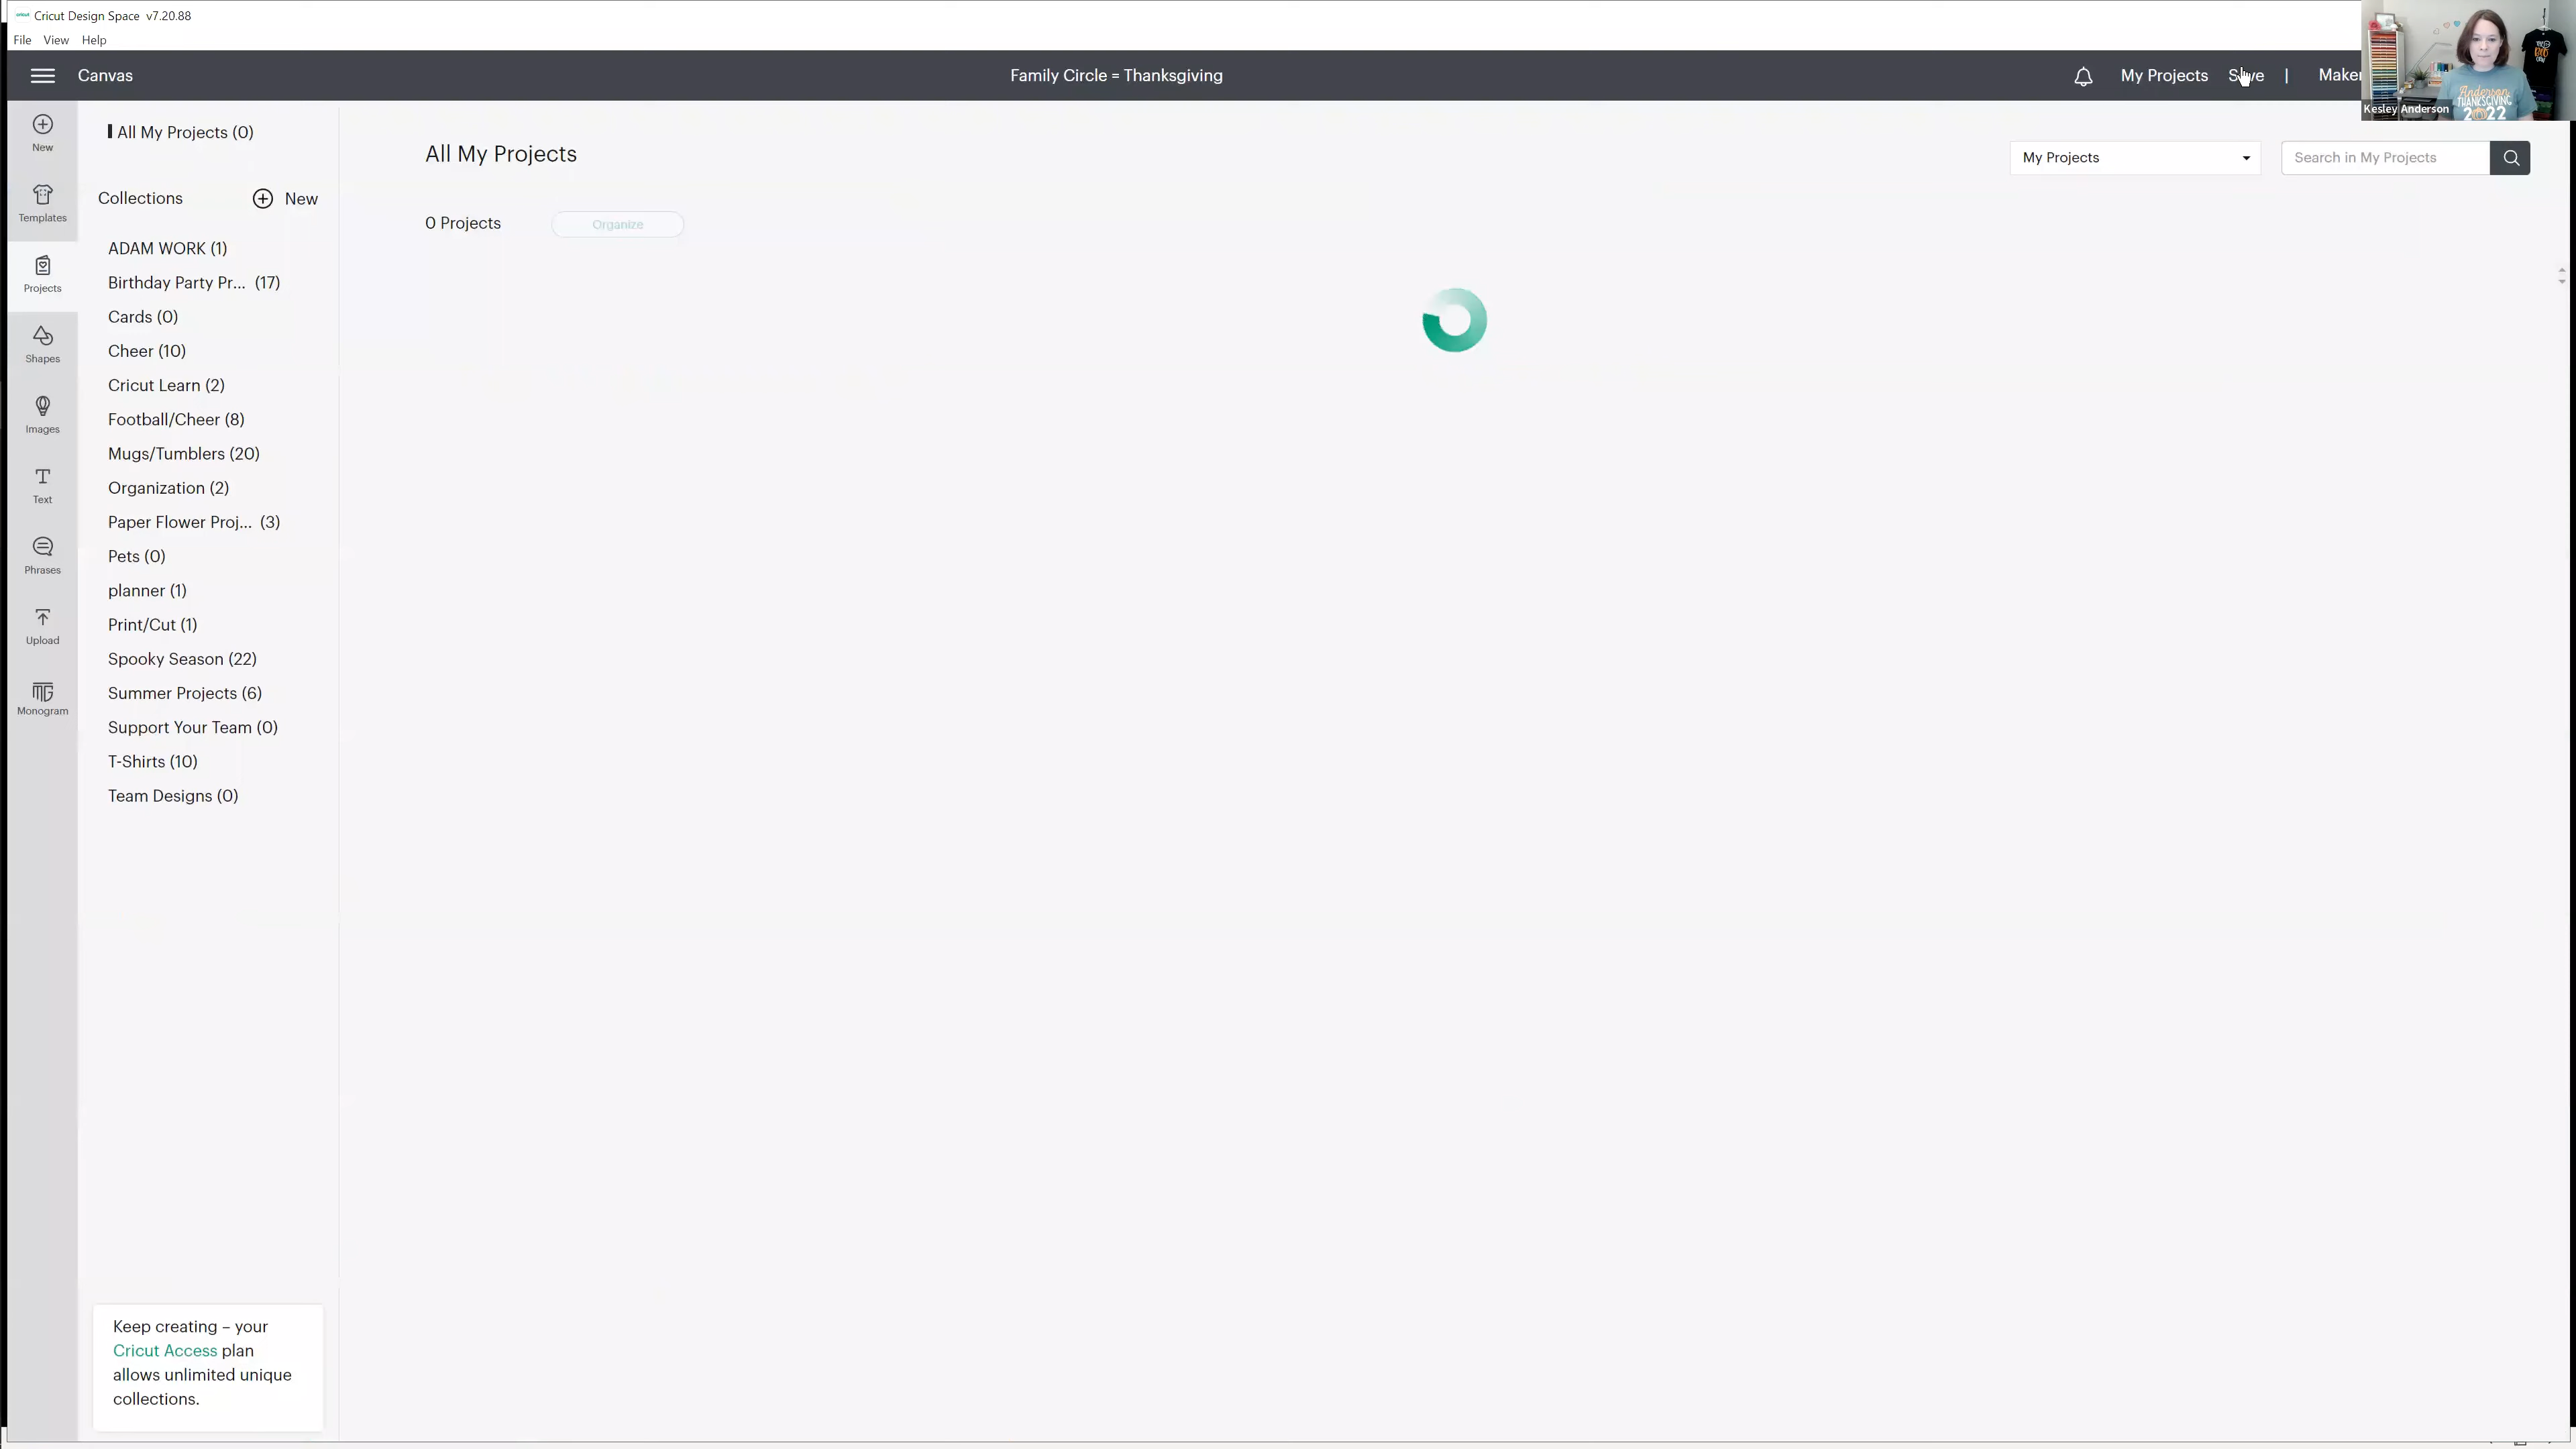 Cricut Design Space v7.20.88
File View Help
Canvas
Family Circle = Thanksgiving
My Projects
Save
|
Maker
Kesley Anderson
Anderson
THANKSGIVING
2022
New
Templates
Projects
Shapes
Images
Text
Phrases
Upload
Monogram
All My Projects (0)
Collections
New
ADAM WORK (1)
Birthday Party Pr... (17)
Cards (0)
Cheer (10)
Cricut Learn (2)
Football/Cheer (8)
Mugs/Tumblers (20)
Organization (2)
Paper Flower Proj... (3)
Pets (0)
planner (1)
Print/Cut (1)
Spooky Season (22)
Summer Projects (6)
Support Your Team (0)
T-Shirts (10)
Team Designs (0)
Keep creating – your
Cricut Access plan
allows unlimited unique
collections.
All My Projects
My Projects
Search in My Projects
0 Projects
Organize